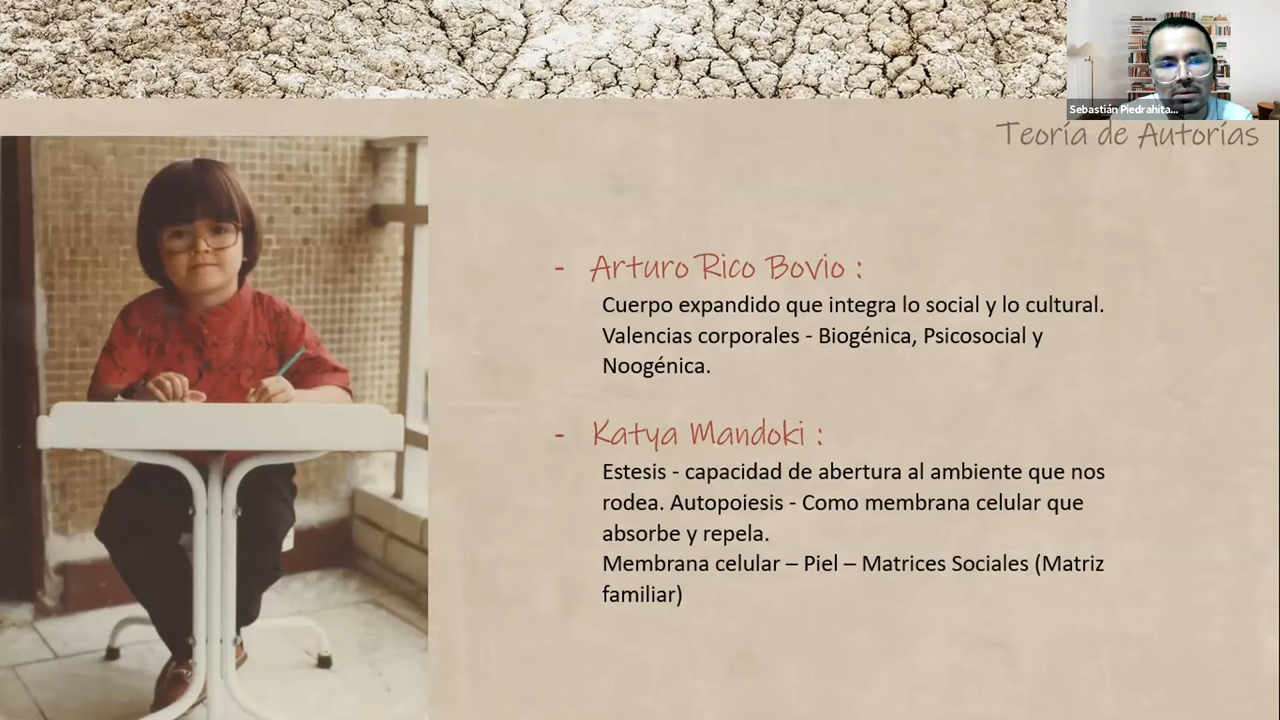 Sebastián Piedrahita...
Teoría de Autorías
- Arturo Rico Bovio :
Cuerpo expandido que integra lo social y lo cultural.
Valencias corporales - Biogénica, Psicosocial y
Noogénica.
- Katya Mandoki :
Estesis - capacidad de abertura al ambiente que nos
rodea. Autopoiesis - Como membrana celular que
absorbe y repela.
Membrana celular – Piel – Matrices Sociales (Matriz
familiar)